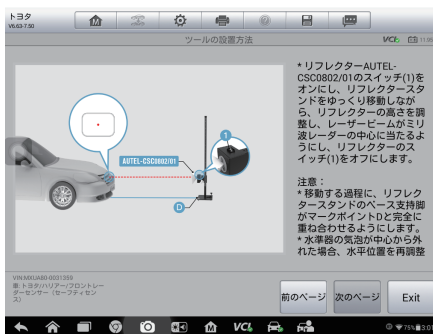 トヨタ
V6.63-7.50
ツールの設置方法
VCI
11.95
* リフレクターAUTEL-
CSC0802/01のスイッチ(1)を
オンにし、リフレクタースタ
ンドをゆっくり移動しなが
ら、リフレクターの高さを調
整し、レーザービームがミリ
波レーダーの中心に当たるよ
うにし、リフレクターのス
イッチ(1)をオフにします。
注意：
* 移動する過程に、リフレク
タースタンドのベース支持脚
がマークポイントDと完全に
重ね合わせるようにします。
* 水準器の気泡が中心から外
れた場合、水平位置を再調整
1
AUTEL-CSC0802/01
D
VIN:MXUA80-0031359
車: トヨタ/ハリアー/フロントレー
ダーセンサー（セーフティセン
ス）
前のページ
次のページ
Exit
VCI
75%
3:01